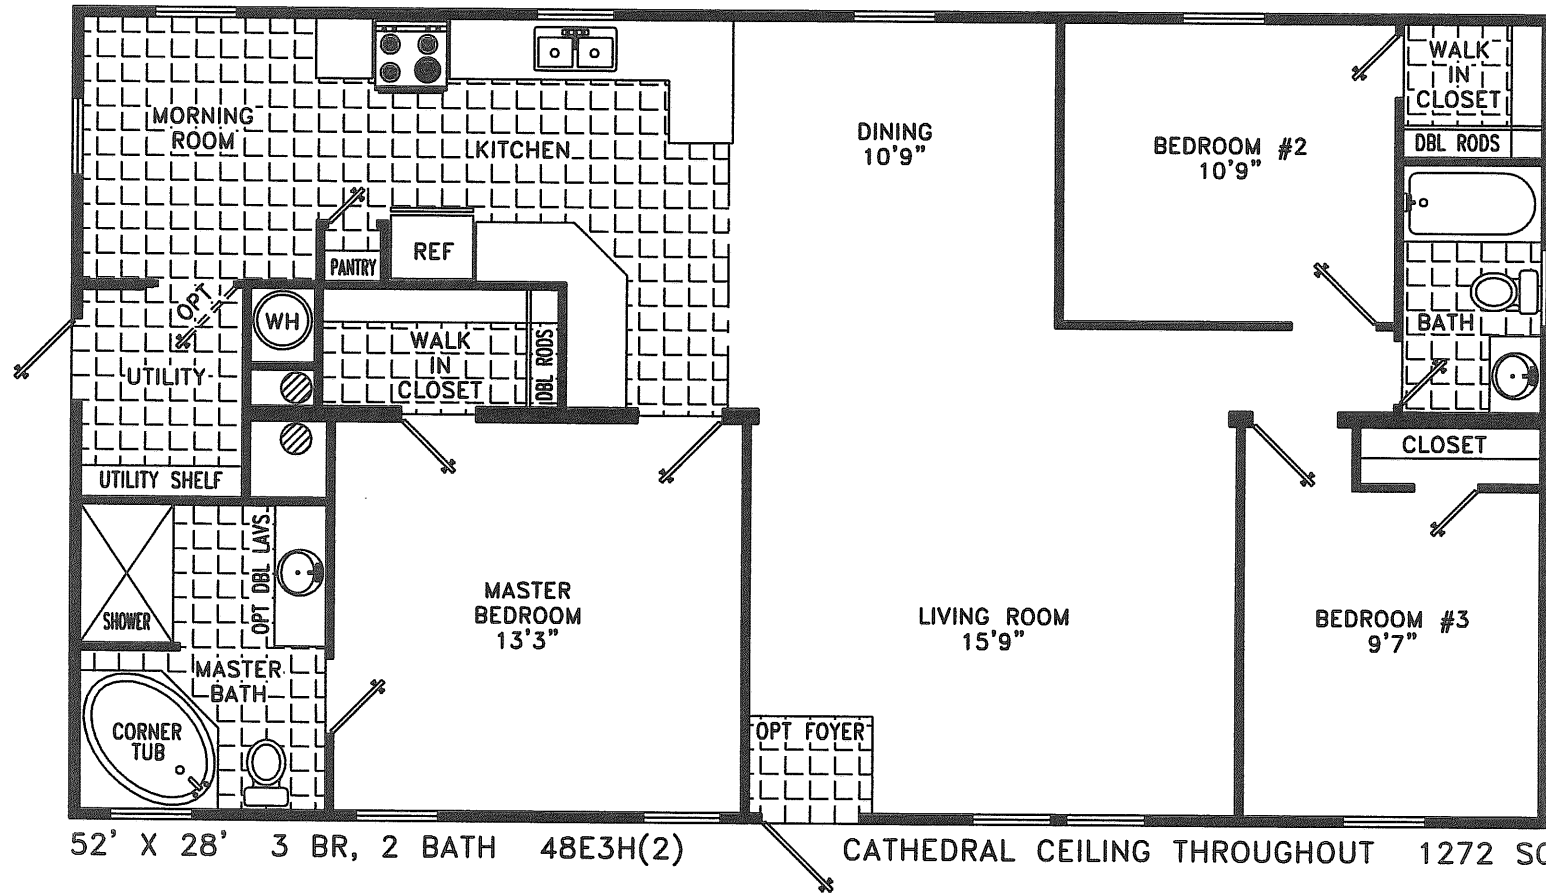 MORNING
ROOM
KITCHEN
DINING
10'9"
BEDROOM #2
10'9"
WALK
IN
CLOSET
DBL RODS
PANTRY
REF
OPT
WH
UTILITY
WALK
IN
CLOSET
DBL RODS
BATH
UTILITY SHELF
CLOSET
OPT DBL LAVS.
SHOWER
MASTER
BEDROOM
13'3"
LIVING ROOM
15'9"
BEDROOM #3
9'7"
MASTER
BATH
CORNER
TUB
OPT FOYER
52' X 28' 3 BR, 2 BATH 48E3H(2) CATHEDRAL CEILING THROUGHOUT 1272